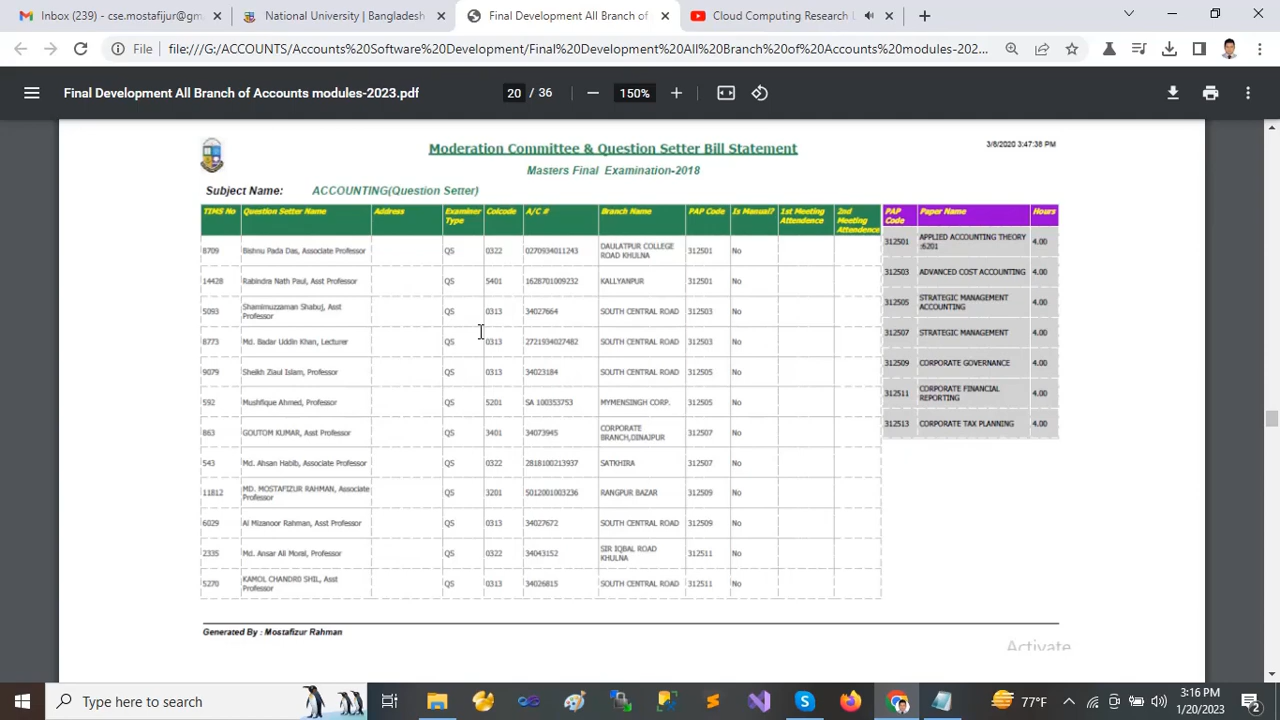 Inbox (239) - cse.mostafijur@gm
National University | Bangladesh
Final Development All Branch of
Cloud Computing Research
File
file:///G:/ACCOUNTS/Accounts%20Software%20Development/Final%20Development%20All%20Branch%20of%20Accounts%20modules-202...
Final Development All Branch of Accounts modules-2023.pdf
20 / 36
150%
Moderation Committee & Question Setter Bill Statement
3/8/2020 3:47:38 PM
Masters Final Examination-2018
Subject Name: ACCOUNTING(Question Setter)
TIMS No Question Setter Name Address Examiner Type Colcode A/C # Branch Name PAP Code Is Manual? 1st Meeting Attendence 2nd Meeting Attendence
8709 Bishnu Pada Das, Associate Professor QS 0322 0270934011243 DAULATPUR COLLEGE ROAD KHULNA 312501 No
14428 Rabindra Nath Paul, Asst Professor QS 5401 1628701009232 KALLYANPUR 312501 No
5093 Shamimuzzaman Shabuj, Asst Professor QS 0313 34027664 SOUTH CENTRAL ROAD 312503 No
8773 Md. Badar Uddin Khan, Lecturer QS 0313 2721934027482 SOUTH CENTRAL ROAD 312503 No
9079 Sheikh Ziaul Islam, Professor QS 0313 34023184 SOUTH CENTRAL ROAD 312505 No
592 Mushfique Ahmed, Professor QS 5201 SA 100353753 MYMENSINGH CORP. 312505 No
863 GOUTOM KUMAR, Asst Professor QS 3401 34073945 CORPORATE BRANCH,DINAJPUR 312507 No
543 Md. Ahsan Habib, Associate Professor QS 0322 2818100213937 SATKHIRA 312507 No
11812 MD. MOSTAFIZUR RAHMAN, Associate Professor QS 3201 5012001003236 RANGPUR BAZAR 312509 No
6029 Al Mizanoor Rahman, Asst Professor QS 0313 34027672 SOUTH CENTRAL ROAD 312509 No
2335 Md. Ansar Ali Moral, Professor QS 0322 34043152 SIR IQBAL ROAD KHULNA 312511 No
5270 KAMOL CHANDR0 SHIL, Asst Professor QS 0313 34026815 SOUTH CENTRAL ROAD 312511 No
PAP Code Paper Name Hours
312501 APPLIED ACCOUNTING THEORY :6201 4.00
312503 ADVANCED COST ACCOUNTING 4.00
312505 STRATEGIC MANAGEMENT ACCOUNTING 4.00
312507 STRATEGIC MANAGEMENT 4.00
312509 CORPORATE GOVERNANCE 4.00
312511 CORPORATE FINANCIAL REPORTING 4.00
312513 CORPORATE TAX PLANNING 4.00
Generated By : Mostafizur Rahman
Activate
Type here to search
77°F
3:16 PM
1/20/2023
2